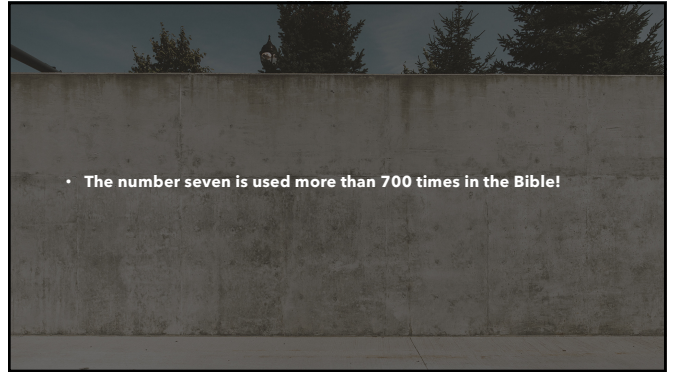 • The number seven is used more than 700 times in the Bible!